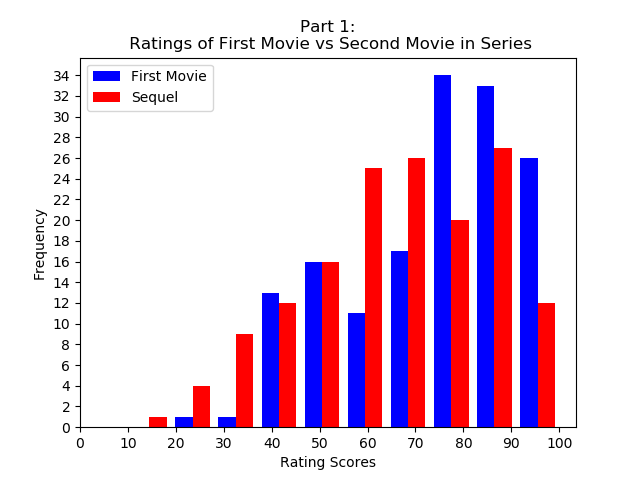 Part 1:
Ratings of First Movie vs Second Movie in Series
First Movie
Sequel
Frequency
34
32
30
28
26
24
22
20
18
16
14
12
10
8
6
4
2
0
0 10 20 30 40 50 60 70 80 90 100
Rating Scores